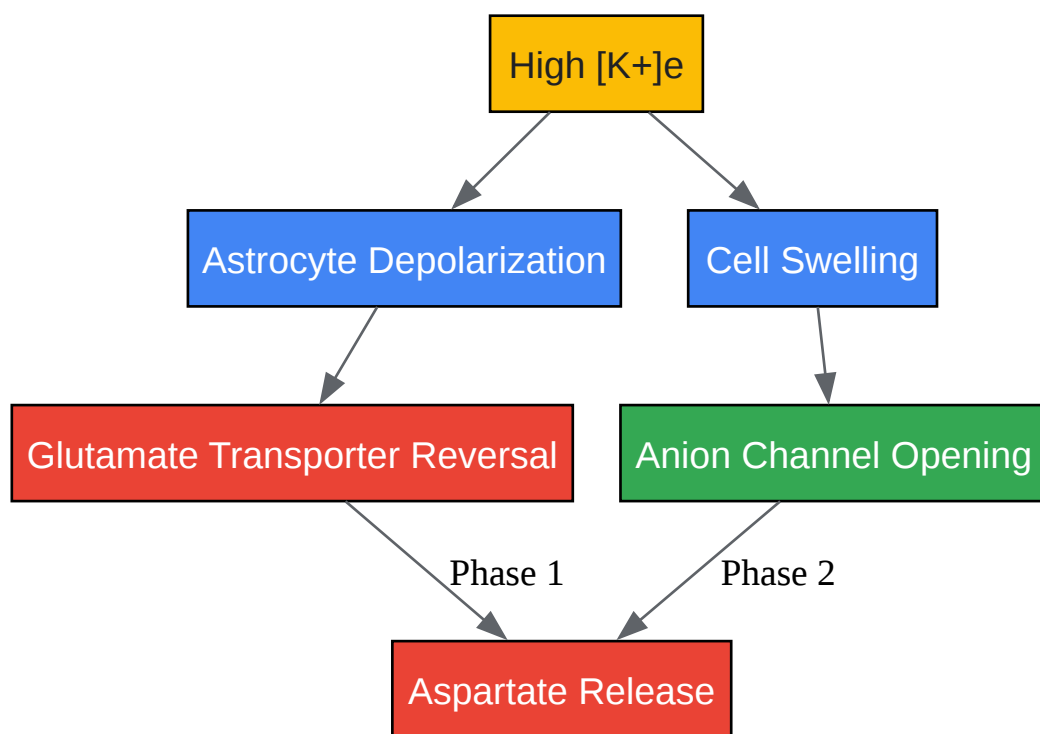 High [K+]e
Astrocyte Depolarization
Cell Swelling
Glutamate Transporter Reversal
Anion Channel Opening
Phase 1
Phase 2
Aspartate Release